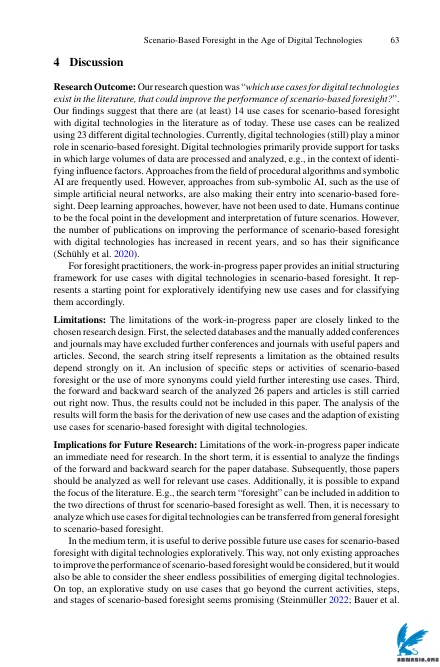 Scenario-Based Foresight in the Age of Digital Technologies 63
4 Discussion
Research Outcome: Our research question was “which use cases for digital technologies
exist in the literature, that could improve the performance of scenario-based foresight?”.
Our findings suggest that there are (at least) 14 use cases for scenario-based foresight
with digital technologies in the literature as of today. These use cases can be realized
using 23 different digital technologies. Currently, digital technologies (still) play a minor
role in scenario-based foresight. Digital technologies primarily provide support for tasks
in which large volumes of data are processed and analyzed, e.g., in the context of identi-
fying influence factors. Approaches from the field of procedural algorithms and symbolic
AI are frequently used. However, approaches from sub-symbolic AI, such as the use of
simple artificial neural networks, are also making their entry into scenario-based fore-
sight. Deep learning approaches, however, have not been used to date. Humans continue
to be the focal point in the development and interpretation of future scenarios. However,
the number of publications on improving the performance of scenario-based foresight
with digital technologies has increased in recent years, and so has their significance
(Schühly et al. 2020).
For foresight practitioners, the work-in-progress paper provides an initial structuring
framework for use cases with digital technologies in scenario-based foresight. It rep-
resents a starting point for exploratively identifying new use cases and for classifying
them accordingly.
Limitations: The limitations of the work-in-progress paper are closely linked to the
chosen research design. First, the selected databases and the manually added conferences
and journals may have excluded further conferences and journals with useful papers and
articles. Second, the search string itself represents a limitation as the obtained results
depend strongly on it. An inclusion of specific steps or activities of scenario-based
foresight or the use of more synonyms could yield further interesting use cases. Third,
the forward and backward search of the analyzed 26 papers and articles is still carried
out right now. Thus, the results could not be included in this paper. The analysis of the
results will form the basis for the derivation of new use cases and the adaption of existing
use cases for scenario-based foresight with digital technologies.
Implications for Future Research: Limitations of the work-in-progress paper indicate
an immediate need for research. In the short term, it is essential to analyze the findings
of the forward and backward search for the paper database. Subsequently, those papers
should be analyzed as well for relevant use cases. Additionally, it is possible to expand
the focus of the literature. E.g., the search term “foresight” can be included in addition to
the two directions of thrust for scenario-based foresight as well. Then, it is necessary to
analyze which use cases for digital technologies can be transferred from general foresight
to scenario-based foresight.
In the medium term, it is useful to derive possible future use cases for scenario-based
foresight with digital technologies exploratively. This way, not only existing approaches
to improve the performance of scenario-based foresight would be considered, but it would
also be able to consider the sheer endless possibilities of emerging digital technologies.
On top, an explorative study on use cases that go beyond the current activities, steps,
and stages of scenario-based foresight seems promising (Steinmüller 2022; Bauer et al.